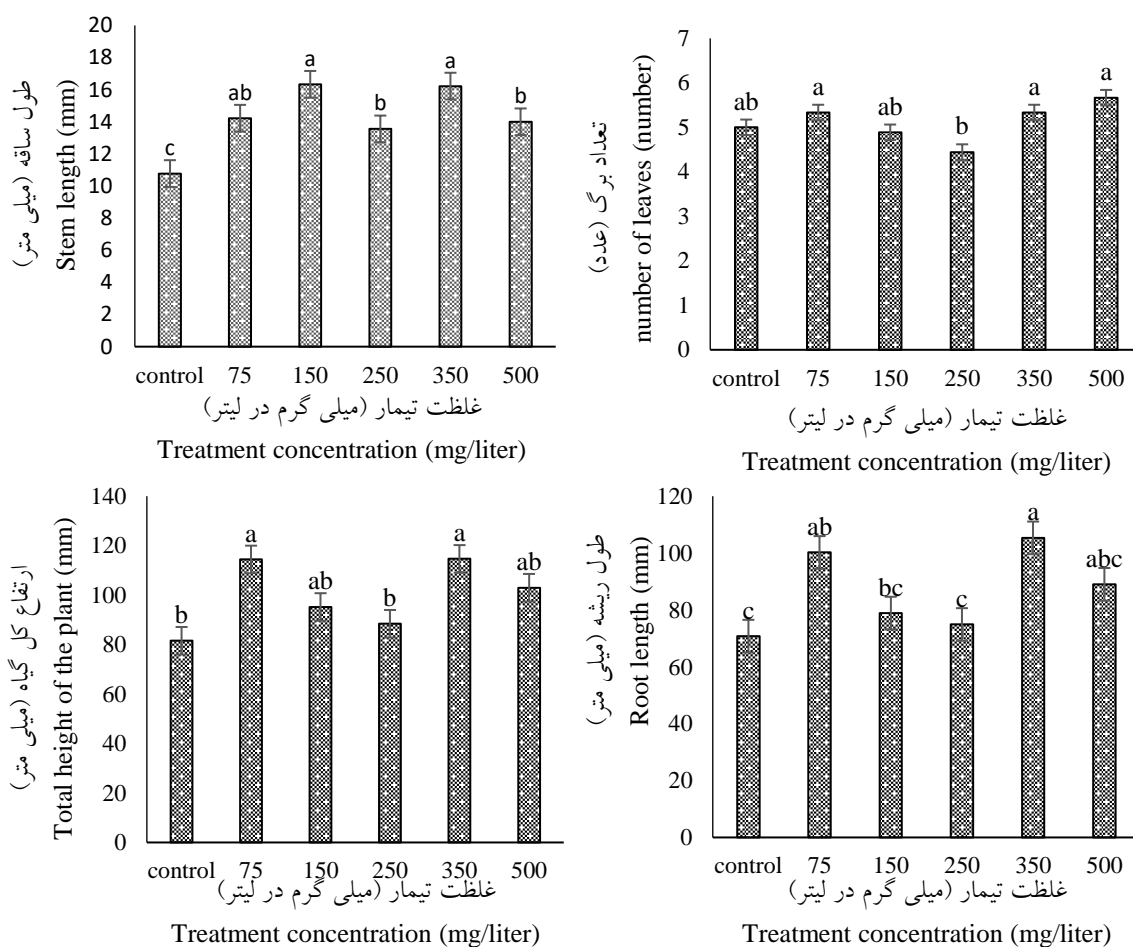 طول ساقه (میلی متر)
Stem length (mm)
20
18
16
14
12
10
8
6
4
2
0
c
ab
a
b
a
b
control 75 150 250 350 500
غلظت تیمار (میلی گرم در لیتر)
Treatment concentration (mg/liter)
تعداد برگ (عدد)
number of leaves (number)
7
6
5
4
3
2
1
0
ab
a
ab
b
a
a
control 75 150 250 350 500
غلظت تیمار (میلی گرم در لیتر)
Treatment concentration (mg/liter)
ارتفاع کل گیاه (میلی متر)
Total height of the plant (mm)
140
120
100
80
60
40
20
0
b
a
ab
b
a
ab
control 75 150 250 350 500
غلظت تیمار (میلی گرم در لیتر)
Treatment concentration (mg/liter)
طول ریشه (میلی متر)
Root length (mm)
120
100
80
60
40
20
0
c
ab
bc
c
a
abc
control 75 150 250 350 500
غلظت تیمار (میلی گرم در لیتر)
Treatment concentration (mg/liter)